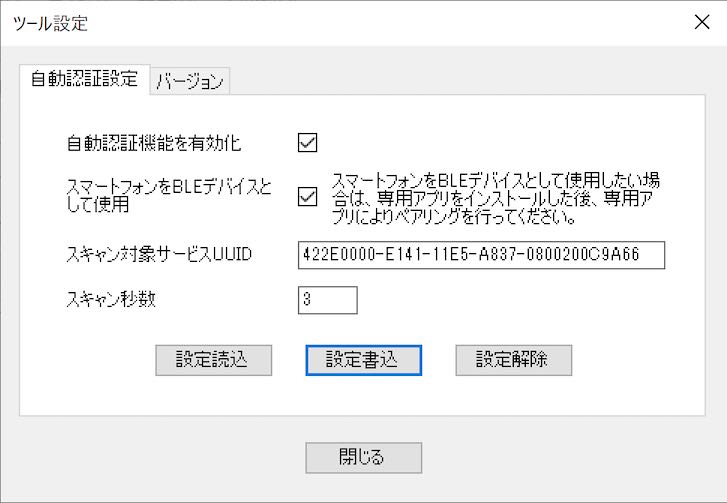 ツール設定
自動認証設定
バージョン
自動認証機能を有効化
スマートフォンをBLEデバイスと
して使用
スマートフォンをBLEデバイスとして使用したい場
合は、専用アプリをインストールした後、専用ア
プリによりペアリングを行ってください。
スキャン対象サービスUUID
422E0000-E141-11E5-A837-0800200C9A66
スキャン秒数
3
設定読込
設定書込
設定解除
閉じる